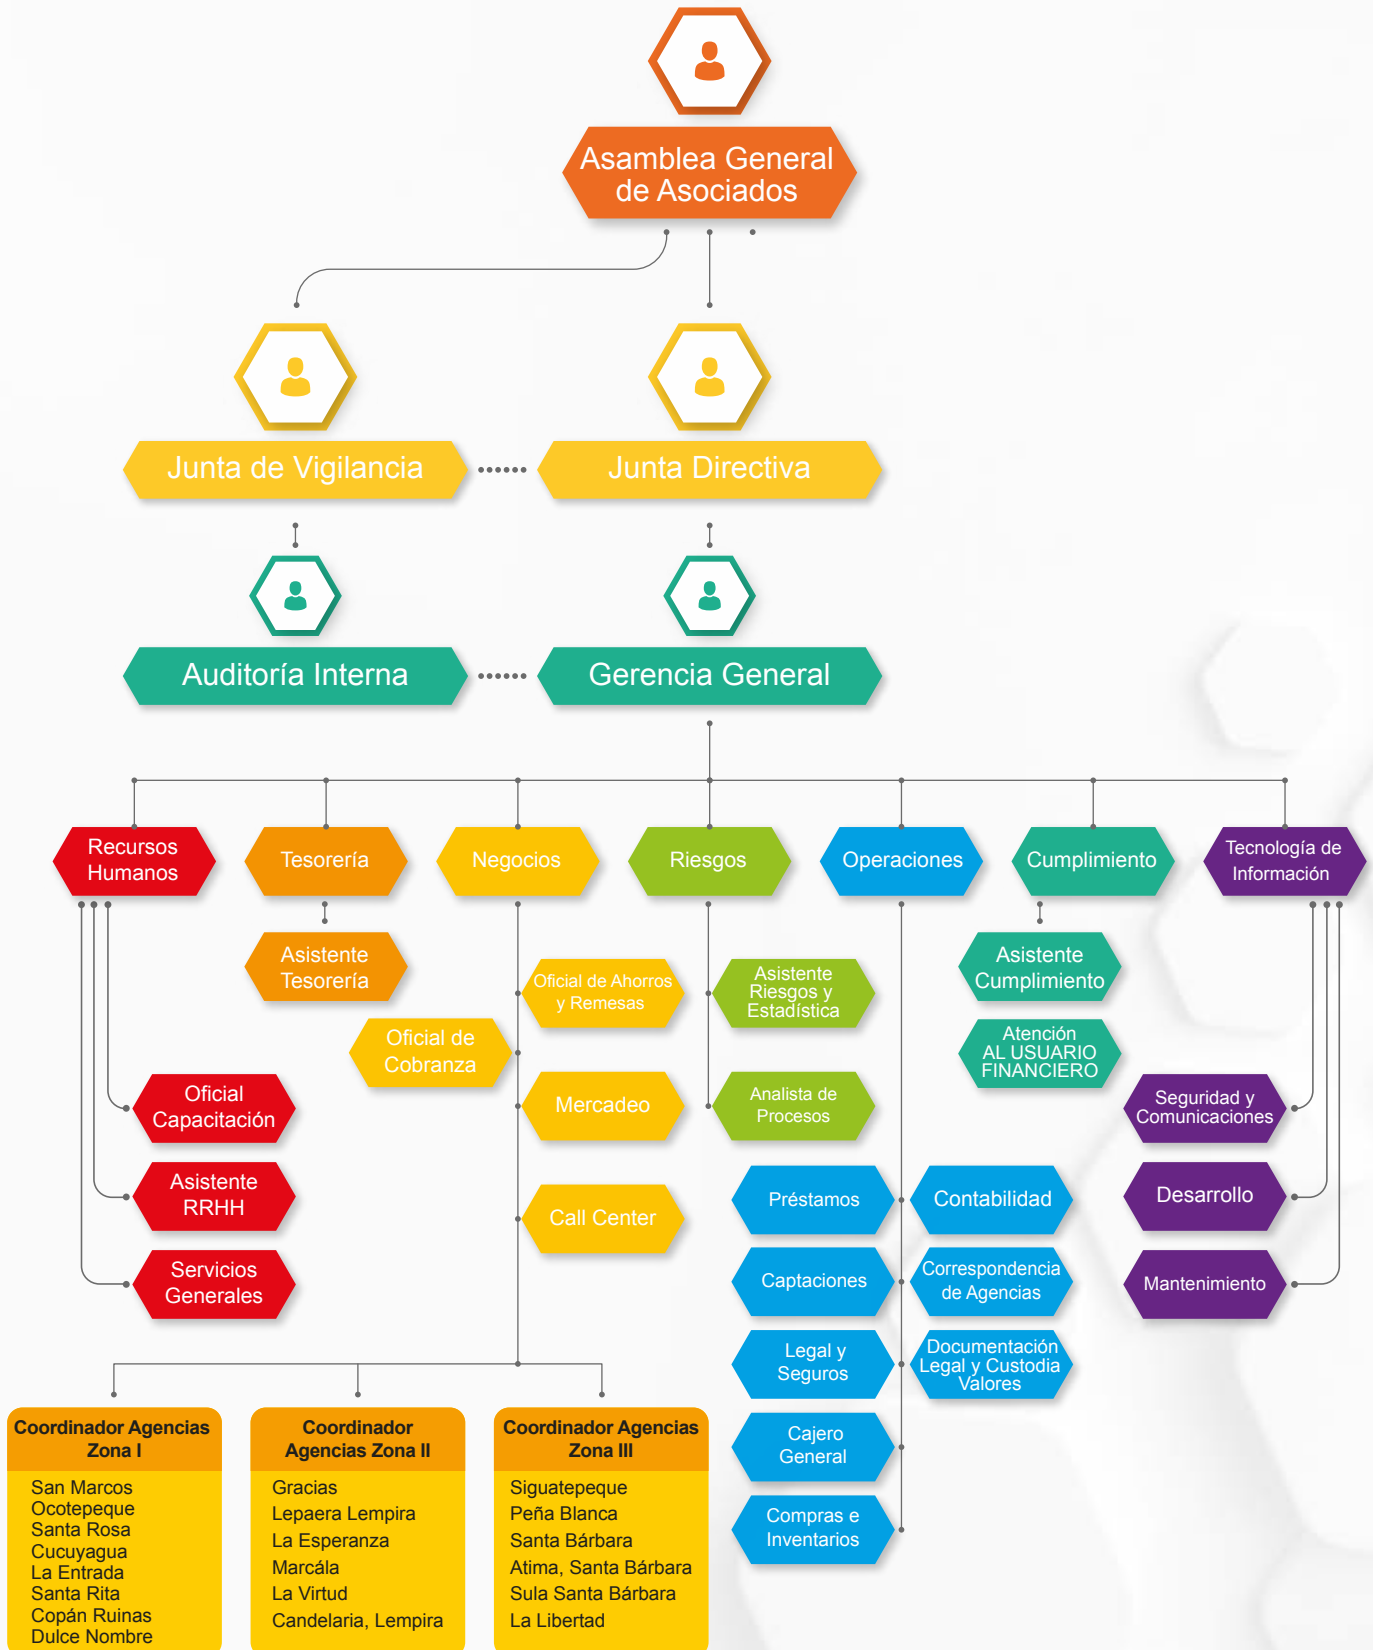 Asamblea General
de Asociados
Junta de Vigilancia
Junta Directiva
Auditoría Interna
Gerencia General
Recursos
Humanos
Tesorería
Negocios
Riesgos
Operaciones
Cumplimiento
Tecnología de
Información
Asistente
Tesorería
Oficial de Ahorros
y Remesas
Oficial de
Cobranza
Mercadeo
Call Center
Asistente
Riesgos y
Estadística
Analista de
Procesos
Asistente
Cumplimiento
Atención
AL USUARIO
FINANCIERO
Oficial
Capacitación
Asistente
RRHH
Servicios
Generales
Préstamos
Contabilidad
Captaciones
Correspondencia
de Agencias
Legal y
Seguros
Documentación
Legal y Custodia
Valores
Cajero
General
Compras e
Inventarios
Seguridad y
Comunicaciones
Desarrollo
Mantenimiento
Coordinador Agencias
Zona I
San Marcos
Ocotepeque
Santa Rosa
Cucuyagua
La Entrada
Santa Rita
Copán Ruinas
Dulce Nombre
Coordinador
Agencias Zona II
Gracias
Lepaera Lempira
La Esperanza
Marcála
La Virtud
Candelaria, Lempira
Coordinador Agencias
Zona III
Siguatepeque
Peña Blanca
Santa Bárbara
Atima, Santa Bárbara
Sula Santa Bárbara
La Libertad